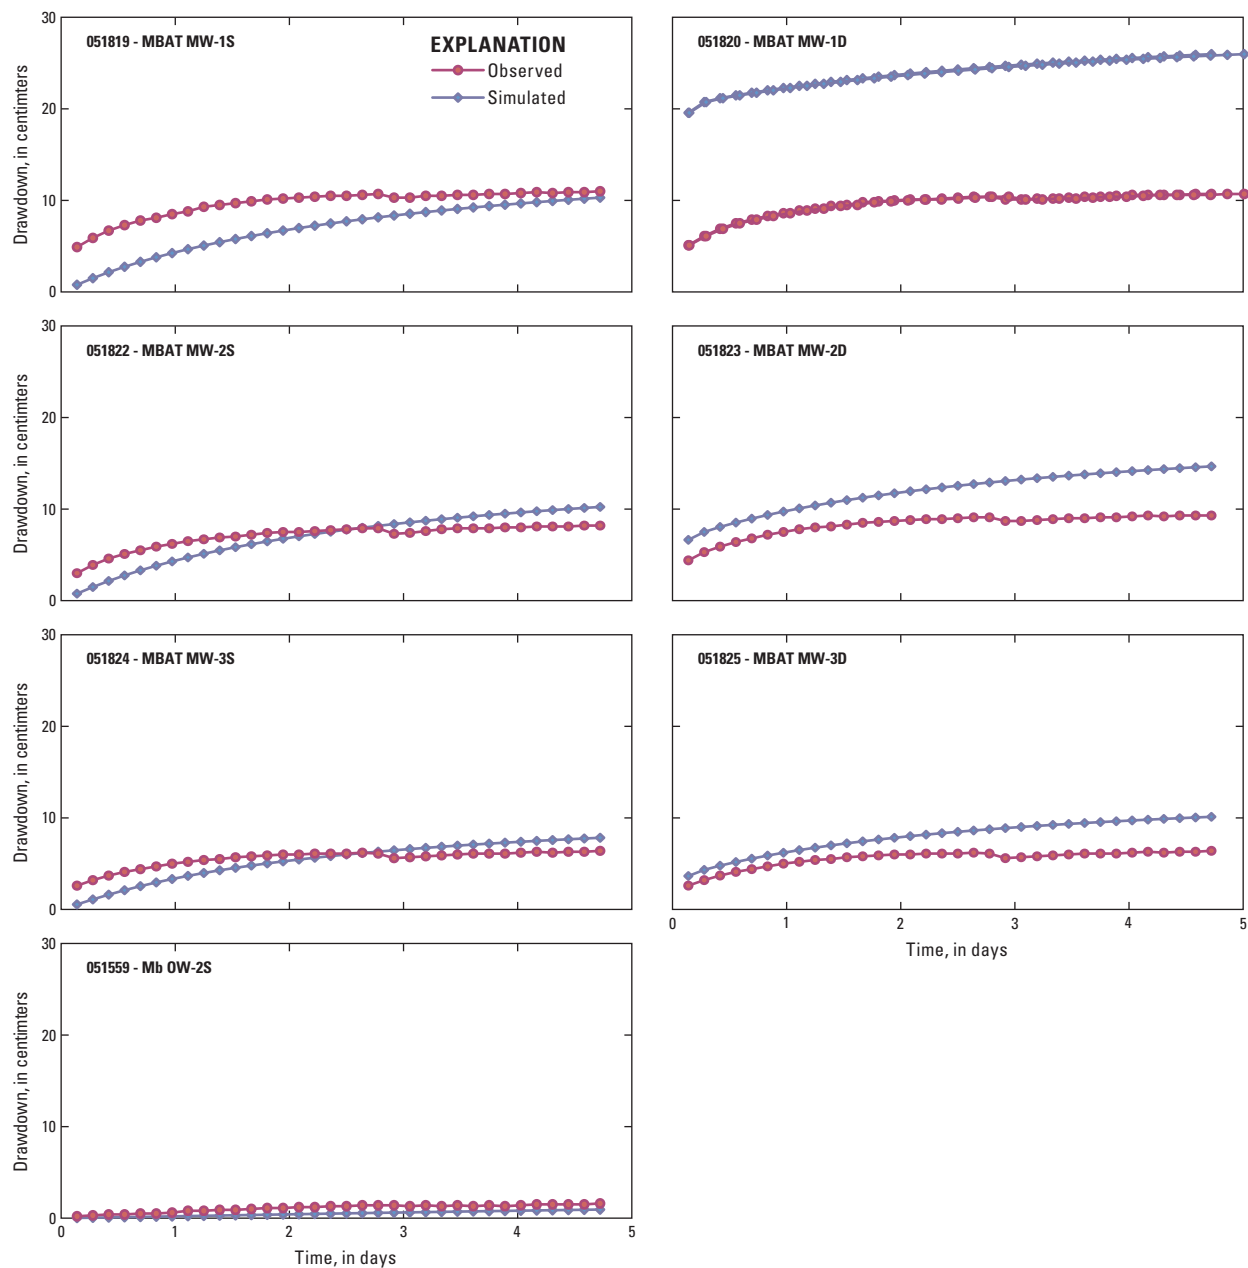 051819 - MBAT MW-1S
EXPLANATION
Observed
Simulated
30
20
10
0
Drawdown, in centimters
051820 - MBAT MW-1D
051822 - MBAT MW-2S
30
20
10
0
Drawdown, in centimters
051823 - MBAT MW-2D
051824 - MBAT MW-3S
30
20
10
0
Drawdown, in centimters
051825 - MBAT MW-3D
0 1 2 3 4 5
Time, in days
051559 - Mb OW-2S
30
20
10
0
Drawdown, in centimters
0 1 2 3 4 5
Time, in days